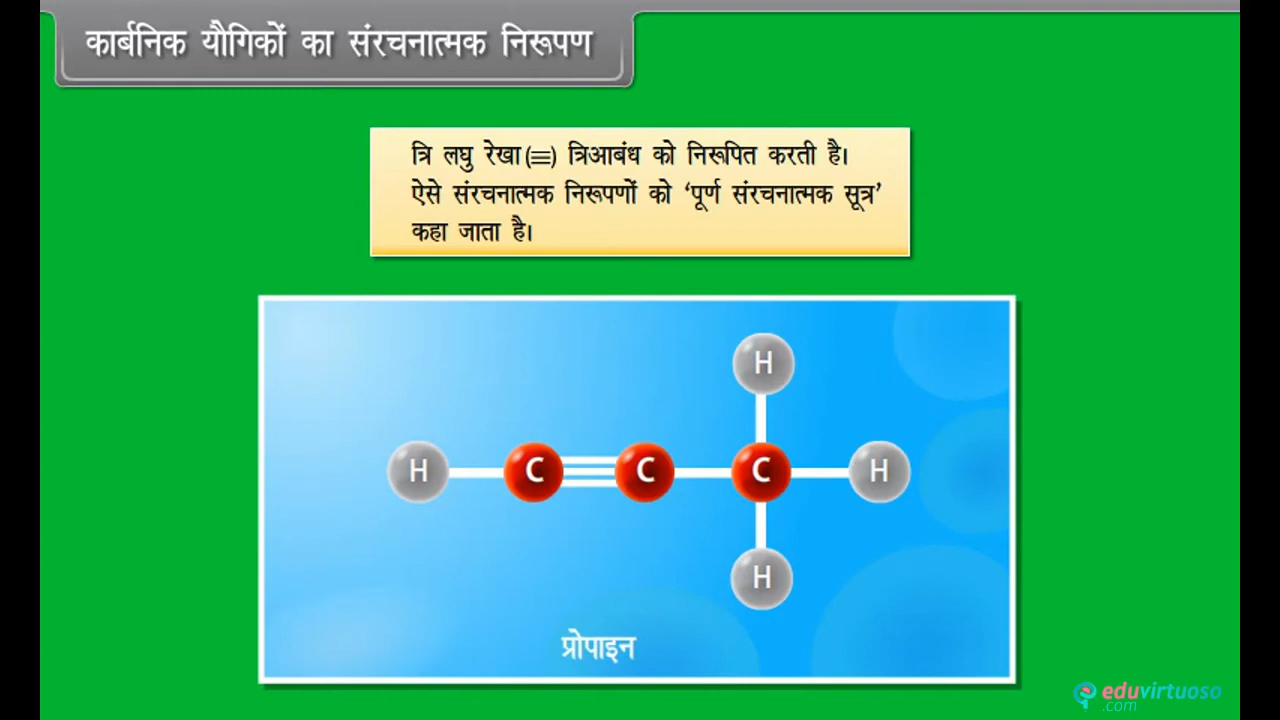 कार्बनिक यौगिकों का संरचनात्मक निरूपण
त्रि लघु रेखा(≡) त्रिआबंध को निरूपित करती है।
ऐसे संरचनात्मक निरूपणों को ‘पूर्ण संरचनात्मक सूत्र’
कहा जाता है।
H
H C C C H
H
प्रोपाइन
eduvirtuoso
.com